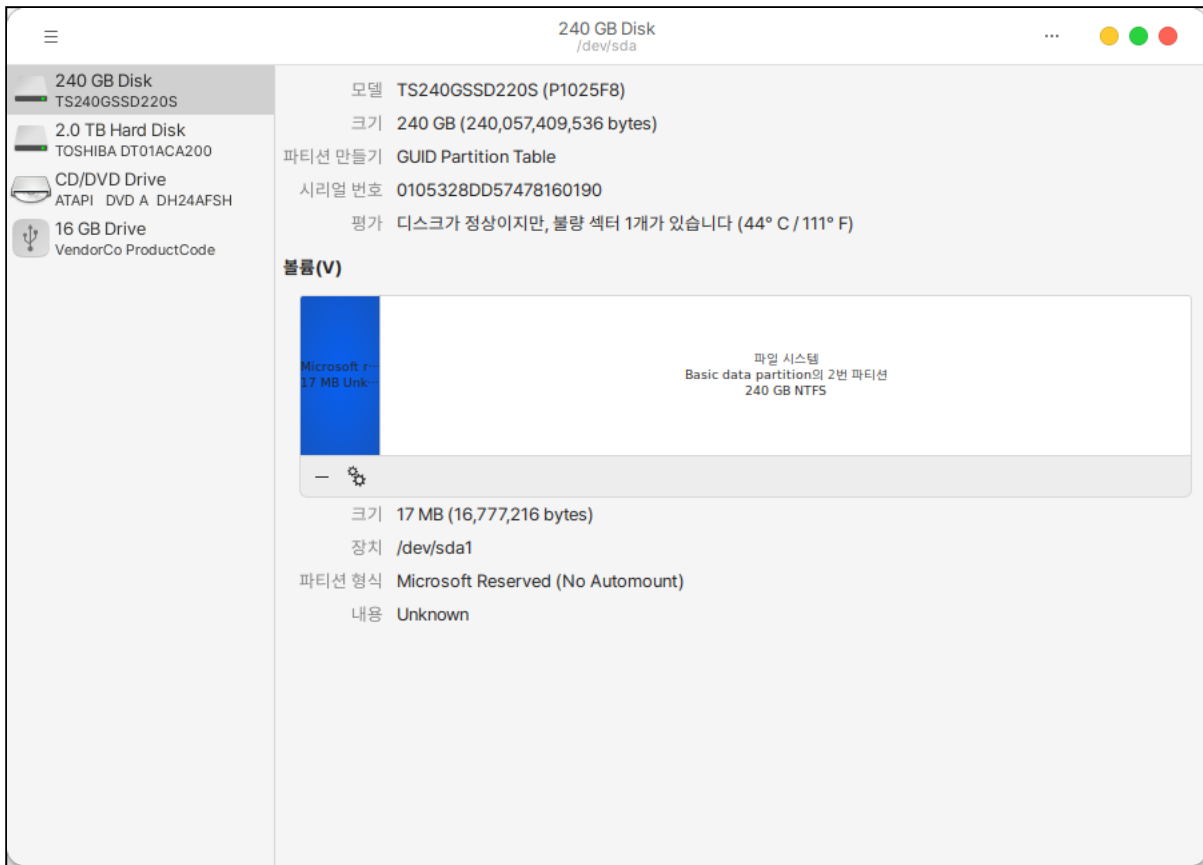 240 GB Disk
/dev/sda
240 GB Disk
TS240GSSD220S
2.0 TB Hard Disk
TOSHIBA DT01ACA200
CD/DVD Drive
ATAPI DVD A DH24AFSH
16 GB Drive
VendorCo ProductCode
모델 TS240GSSD220S (P1025F8)
크기 240 GB (240,057,409,536 bytes)
파티션 만들기 GUID Partition Table
시리얼 번호 0105328DD57478160190
평가 디스크가 정상이지만, 불량 섹터 1개가 있습니다 (44° C / 111° F)
볼륨(V)
Microsoft r…
17 MB Unk…
파일 시스템
Basic data partition의 2번 파티션
240 GB NTFS
크기 17 MB (16,777,216 bytes)
장치 /dev/sda1
파티션 형식 Microsoft Reserved (No Automount)
내용 Unknown